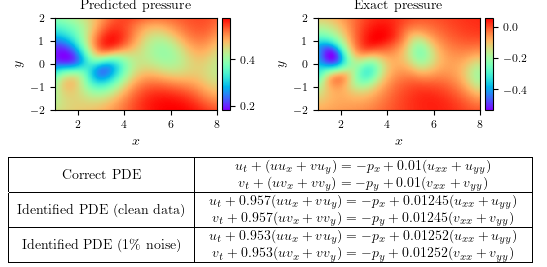 Predicted pressure
Exact pressure
2
1
0
−1
−2
y
2
4
6
8
x
0.4
0.2
2
1
0
−1
−2
y
2
4
6
8
x
0.0
−0.2
−0.4
Correct PDE
u_t + (uu_x + vu_y) = −p_x + 0.01(u_xx + u_yy)
v_t + (uv_x + vv_y) = −p_y + 0.01(v_xx + v_yy)
Identified PDE (clean data)
u_t + 0.957(uu_x + vu_y) = −p_x + 0.01245(u_xx + u_yy)
v_t + 0.957(uv_x + vv_y) = −p_y + 0.01245(v_xx + v_yy)
Identified PDE (1% noise)
u_t + 0.953(uu_x + vu_y) = −p_x + 0.01252(u_xx + u_yy)
v_t + 0.953(uv_x + vv_y) = −p_y + 0.01252(v_xx + v_yy)